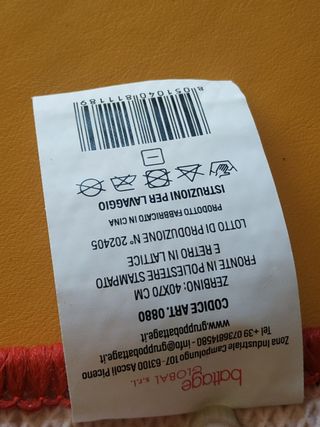 battage
GLOBAL s.r.l.
Zona Industriale Campolungo 107 - 63100 Ascoli Piceno
Tel +39 0736814580 - info@gruppobattage.it
www.gruppobattage.it
CODICE ART. 0880
ZERBINO: 40X70 CM
FRONTE IN POLIESTERE STAMPATO
E RETRO IN LATTICE
LOTTO DI PRODUZIONE N° 202405
PRODOTTO FABBRICATO IN CINA
ISTRUZIONI PER LAVAGGIO
8051040811189